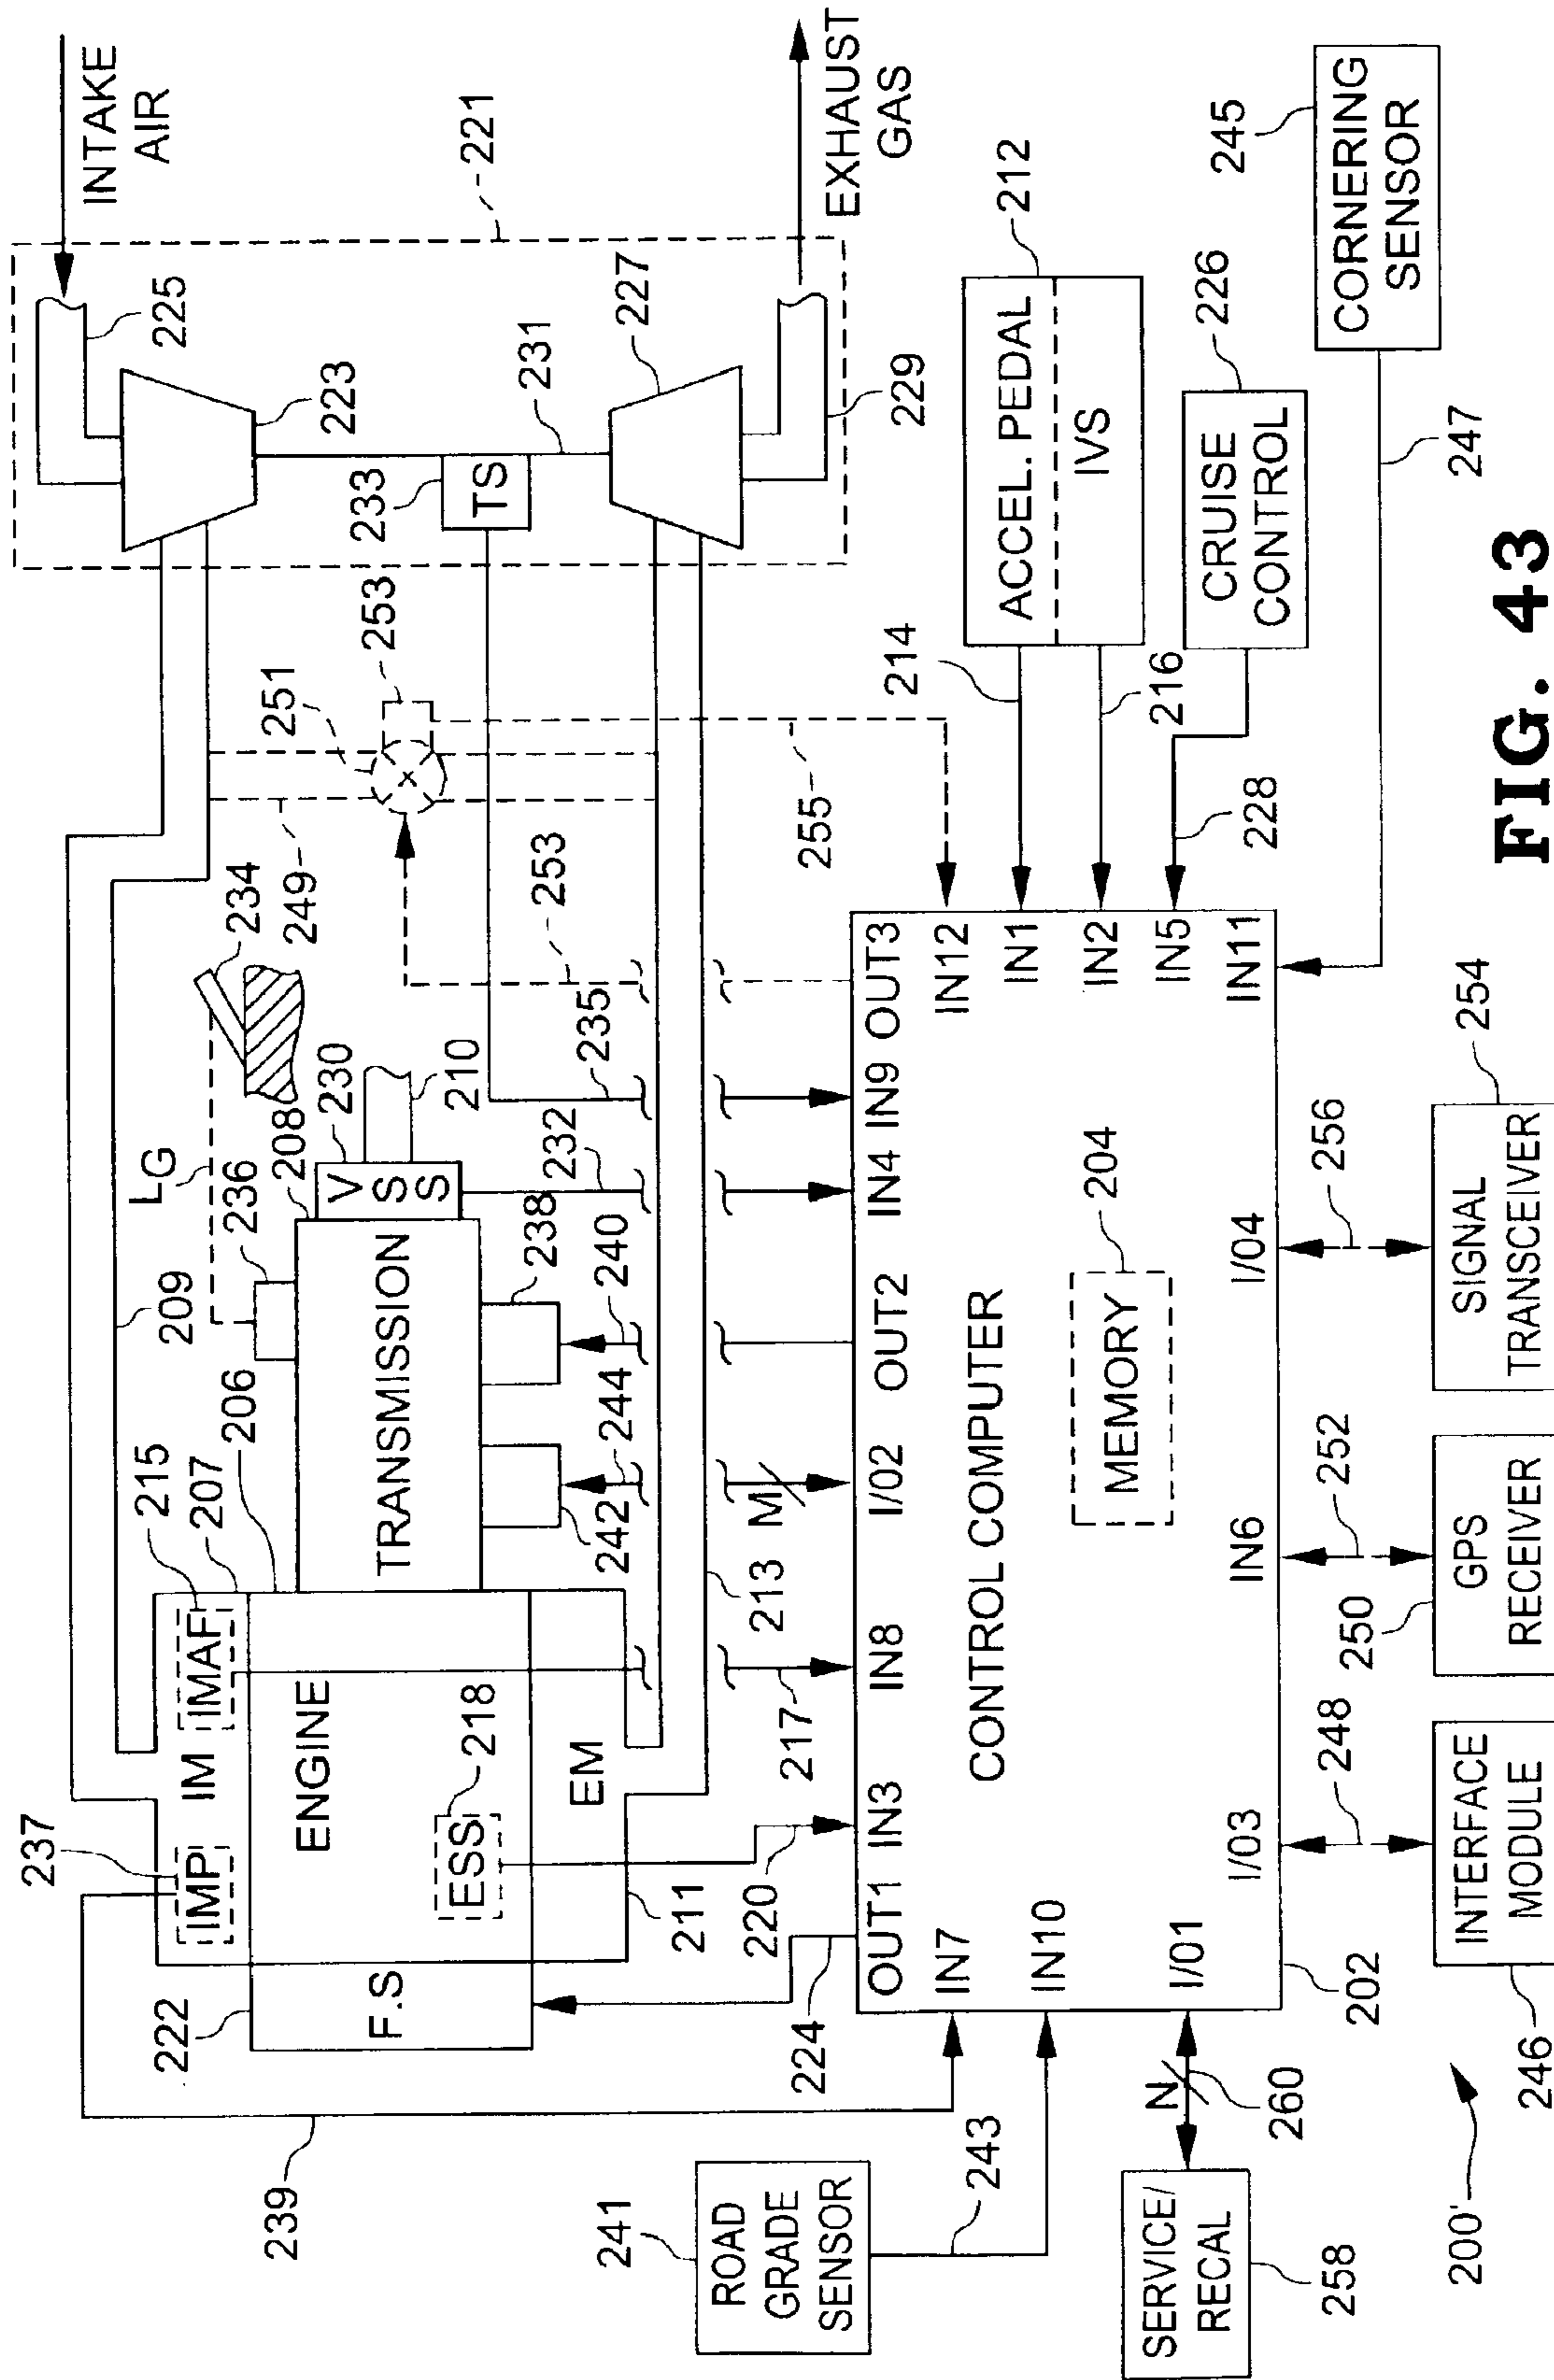 INTAKE
AIR
EXHAUST
GAS
221
225
223
227
229
231
233
TS
253
251
249
234
255
253
235
L G
236
208
230
210
232
238
240
244
242
V
S
S
TRANSMISSION
209
206
207
215
IMAF
IM
IMP
237
ENGINE
ESS
218
EM
211
213
217
220
F.S
222
224
239
M
ACCEL. PEDAL
IVS
212
214
216
CRUISE
CONTROL
226
228
CORNERING
SENSOR
245
247
OUT1
IN3
IN8
I/02
OUT2
IN4
IN9
OUT3
IN12
IN1
IN2
IN5
IN11
IN7
IN10
I/01
I/03
IN6
I/04
CONTROL COMPUTER
MEMORY
204
202
ROAD
GRADE
SENSOR
241
243
SERVICE/
RECAL
258
N
260
INTERFACE
MODULE
246
248
GPS
RECEIVER
250
252
SIGNAL
TRANSCEIVER
254
256
200'
FIG. 43